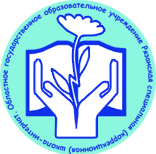 Областное государственное образовательное учреждение Рязанская специальная (коррекционная) школа-интернат.